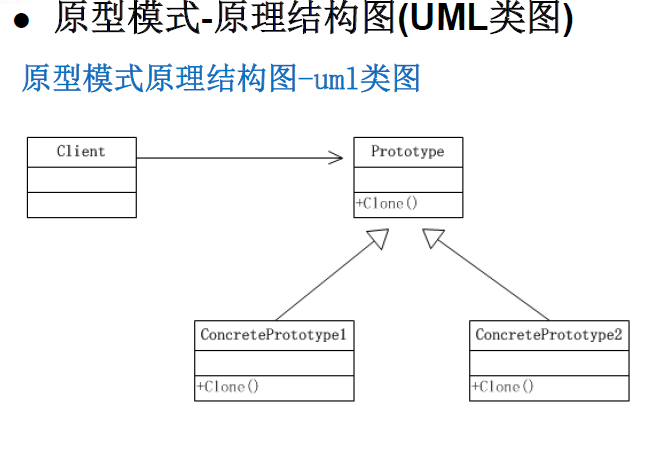 ● 原型模式-原理结构图(UML类图)
原型模式原理结构图-uml类图
Client
Prototype
+Clone()
ConcretePrototype1
ConcretePrototype2
+Clone()
+Clone()